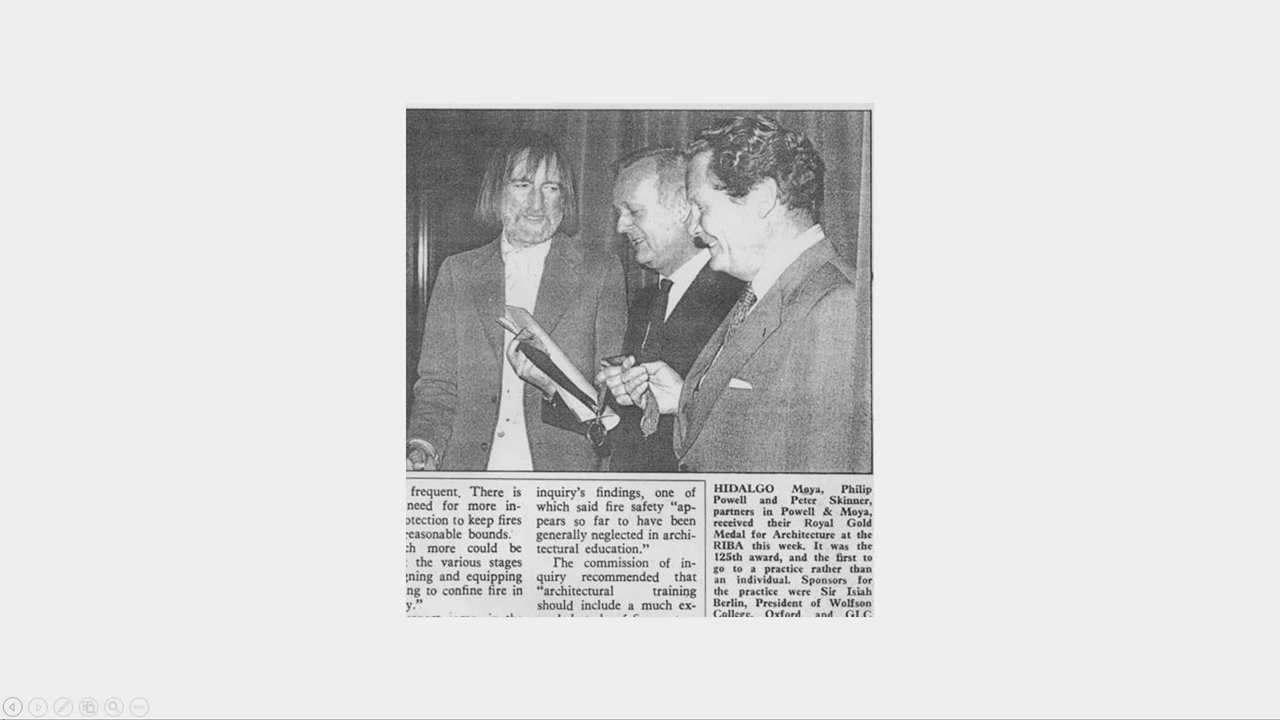 frequent. There is
need for more in-
otection to keep fires
reasonable bounds.
ch more could be
the various stages
gning and equipping
ng to confine fire in
y."
inquiry's findings, one of
which said fire safety "ap-
pears so far to have been
generally neglected in archi-
tectural education."
The commission of in-
quiry recommended that
"architectural training
should include a much ex-
HIDALGO Moya, Philip
Powell and Peter Skinner,
partners in Powell & Moya,
received their Royal Gold
Medal for Architecture at the
RIBA this week. It was the
125th award, and the first to
go to a practice rather than
an individual. Sponsors for
the practice were Sir Isiah
Berlin, President of Wolfson
College, Oxford, and GLC